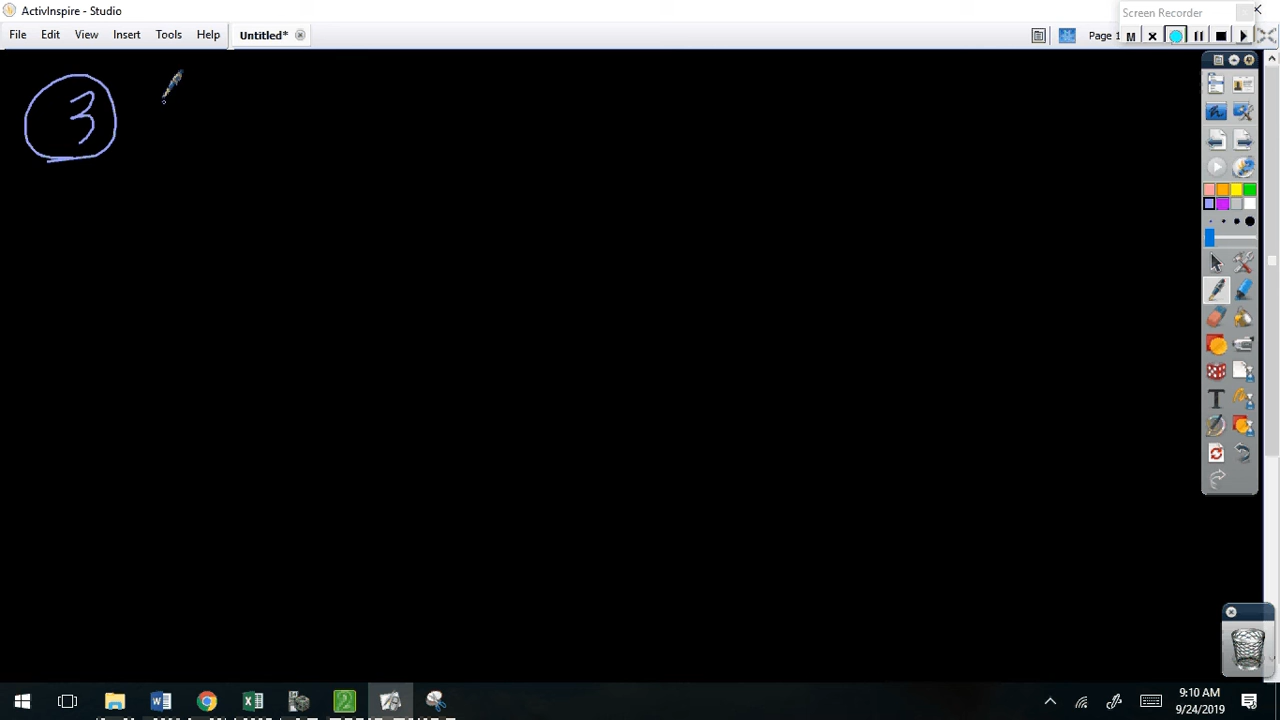 ActivInspire - Studio
Screen Recorder
File Edit View Insert Tools Help Untitled* Page 1
M
3
T
9:10 AM
9/24/2019